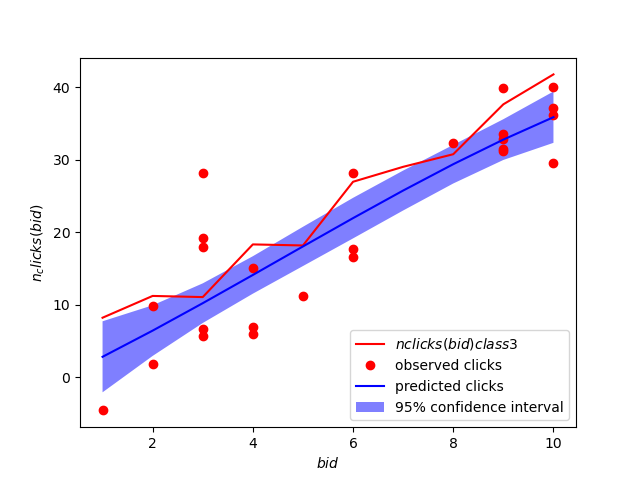 40
30
20
10
0
n_clicks(bid)
2
4
6
8
10
bid
nclicks(bid)class3
observed clicks
predicted clicks
95% confidence interval